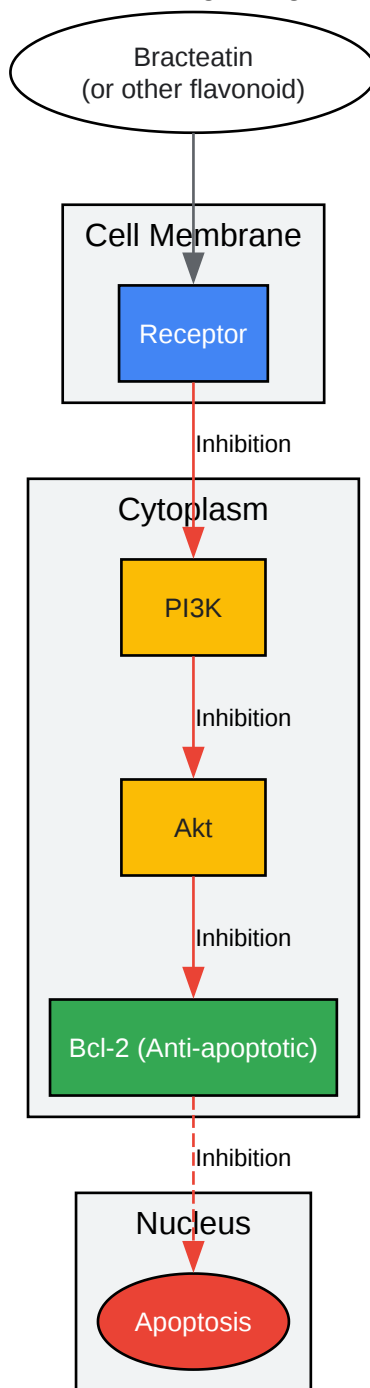 Bracteatin
(or other flavonoid)
Cell Membrane
Receptor
Inhibition
Cytoplasm
PI3K
Inhibition
Akt
Inhibition
Bcl-2 (Anti-apoptotic)
Inhibition
Nucleus
Apoptosis